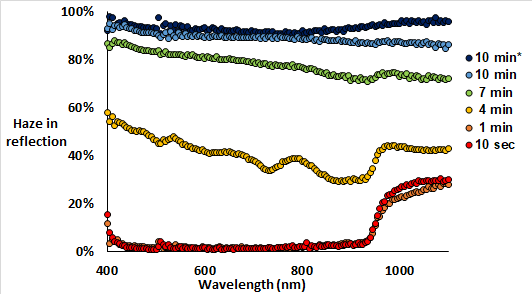 100%
80%
60%
40%
20%
0%
Haze in
reflection
400
600
800
1000
Wavelength (nm)
10 min*
10 min
7 min
4 min
1 min
10 sec